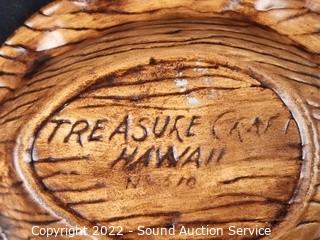 TREASURE CRAFT
HAWAII
Copyright 2022 - Sound Auction Service